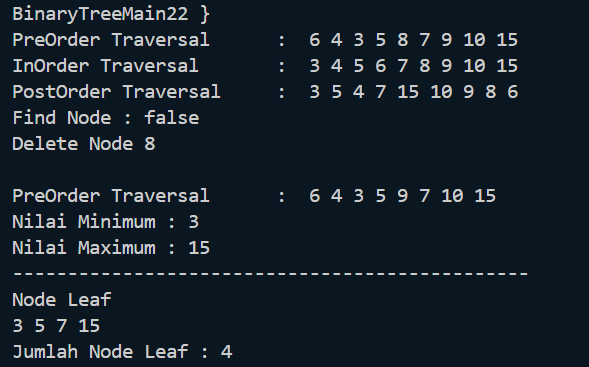 BinaryTreeMain22 }
PreOrder Traversal      :  6 4 3 5 8 7 9 10 15
InOrder Traversal       :  3 4 5 6 7 8 9 10 15
PostOrder Traversal     :  3 5 4 7 15 10 9 8 6
Find Node : false
Delete Node 8
PreOrder Traversal      :  6 4 3 5 9 7 10 15
Nilai Minimum : 3
Nilai Maximum : 15
-----------------------------------------------
Node Leaf
3 5 7 15
Jumlah Node Leaf : 4